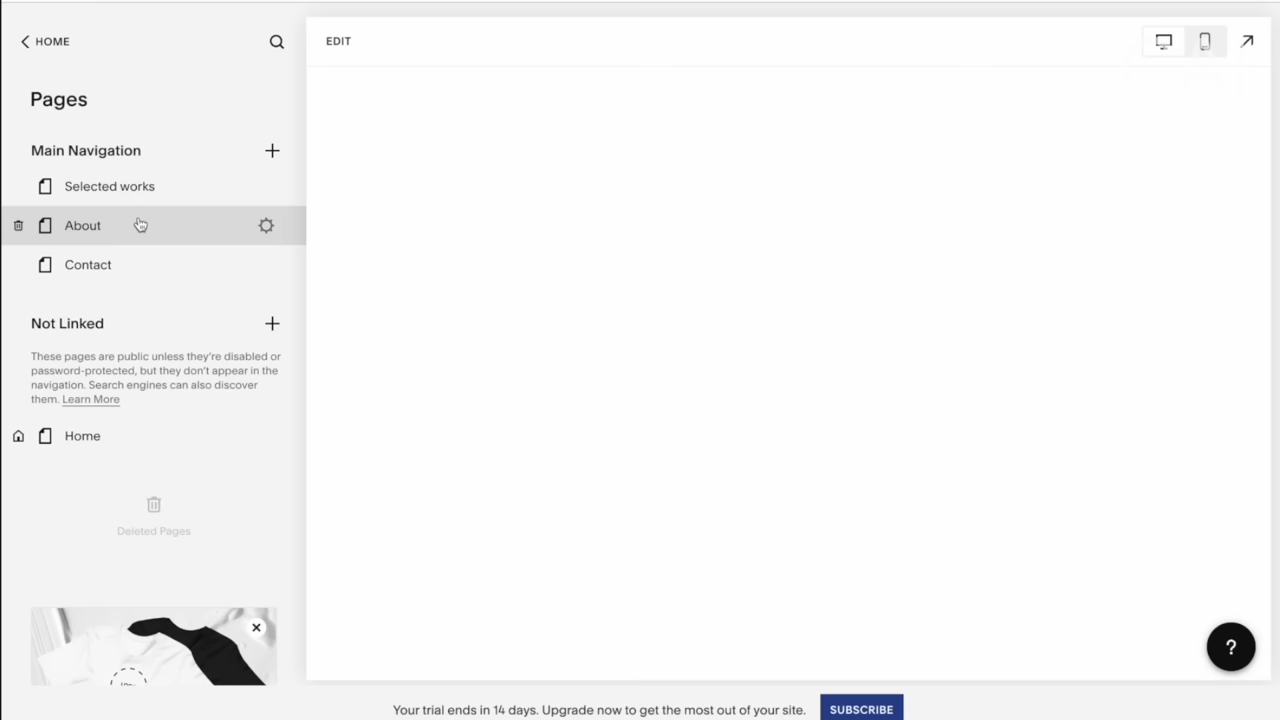 HOME
EDIT
Pages
Main Navigation
Selected works
About
Contact
Not Linked
These pages are public unless they're disabled or
password-protected, but they don't appear in the
navigation. Search engines can also discover
them. Learn More
Home
Deleted Pages
?
Your trial ends in 14 days. Upgrade now to get the most out of your site.
SUBSCRIBE